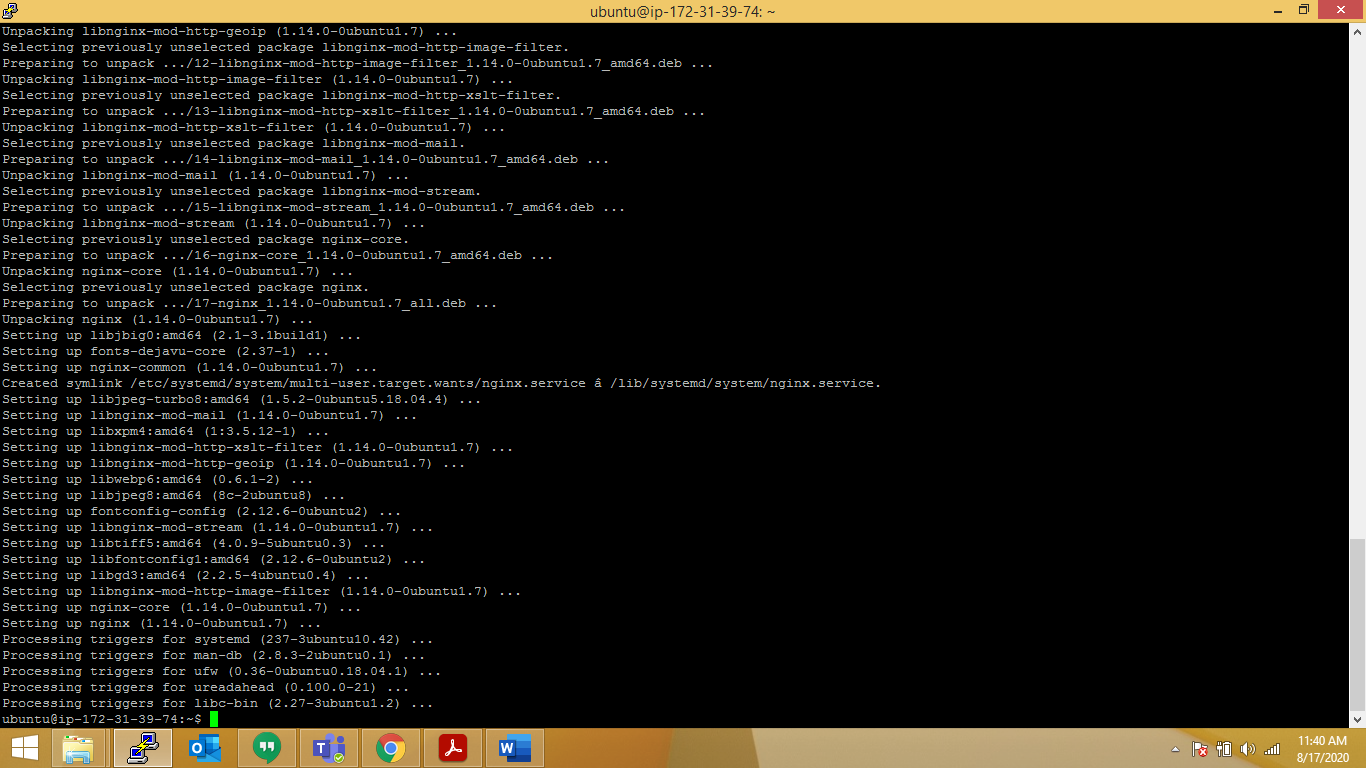 ubuntu@ip-172-31-39-74: ~
Unpacking libnginx-mod-http-geoip (1.14.0-0ubuntu1.7) ...
Selecting previously unselected package libnginx-mod-http-image-filter.
Preparing to unpack .../12-libnginx-mod-http-image-filter_1.14.0-0ubuntu1.7_amd64.deb ...
Unpacking libnginx-mod-http-image-filter (1.14.0-0ubuntu1.7) ...
Selecting previously unselected package libnginx-mod-http-xslt-filter.
Preparing to unpack .../13-libnginx-mod-http-xslt-filter_1.14.0-0ubuntu1.7_amd64.deb ...
Unpacking libnginx-mod-http-xslt-filter (1.14.0-0ubuntu1.7) ...
Selecting previously unselected package libnginx-mod-mail.
Preparing to unpack .../14-libnginx-mod-mail_1.14.0-0ubuntu1.7_amd64.deb ...
Unpacking libnginx-mod-mail (1.14.0-0ubuntu1.7) ...
Selecting previously unselected package libnginx-mod-stream.
Preparing to unpack .../15-libnginx-mod-stream_1.14.0-0ubuntu1.7_amd64.deb ...
Unpacking libnginx-mod-stream (1.14.0-0ubuntu1.7) ...
Selecting previously unselected package nginx-core.
Preparing to unpack .../16-nginx-core_1.14.0-0ubuntu1.7_amd64.deb ...
Unpacking nginx-core (1.14.0-0ubuntu1.7) ...
Selecting previously unselected package nginx.
Preparing to unpack .../17-nginx_1.14.0-0ubuntu1.7_all.deb ...
Unpacking nginx (1.14.0-0ubuntu1.7) ...
Setting up libjbig0:amd64 (2.1-3.1build1) ...
Setting up fonts-dejavu-core (2.37-1) ...
Setting up nginx-common (1.14.0-0ubuntu1.7) ...
Created symlink /etc/systemd/system/multi-user.target.wants/nginx.service â /lib/systemd/system/nginx.service.
Setting up libjpeg-turbo8:amd64 (1.5.2-0ubuntu5.18.04.4) ...
Setting up libnginx-mod-mail (1.14.0-0ubuntu1.7) ...
Setting up libxpm4:amd64 (1:3.5.12-1) ...
Setting up libnginx-mod-http-xslt-filter (1.14.0-0ubuntu1.7) ...
Setting up libnginx-mod-http-geoip (1.14.0-0ubuntu1.7) ...
Setting up libwebp6:amd64 (0.6.1-2) ...
Setting up libjpeg8:amd64 (8c-2ubuntu8) ...
Setting up fontconfig-config (2.12.6-0ubuntu2) ...
Setting up libnginx-mod-stream (1.14.0-0ubuntu1.7) ...
Setting up libtiff5:amd64 (4.0.9-5ubuntu0.3) ...
Setting up libfontconfig1:amd64 (2.12.6-0ubuntu2) ...
Setting up libgd3:amd64 (2.2.5-4ubuntu0.4) ...
Setting up libnginx-mod-http-image-filter (1.14.0-0ubuntu1.7) ...
Setting up nginx-core (1.14.0-0ubuntu1.7) ...
Setting up nginx (1.14.0-0ubuntu1.7) ...
Processing triggers for systemd (237-3ubuntu10.42) ...
Processing triggers for man-db (2.8.3-2ubuntu0.1) ...
Processing triggers for ufw (0.36-0ubuntu0.18.04.1) ...
Processing triggers for ureadahead (0.100.0-21) ...
Processing triggers for libc-bin (2.27-3ubuntu1.2) ...
ubuntu@ip-172-31-39-74:~$
11:40 AM
8/17/2020